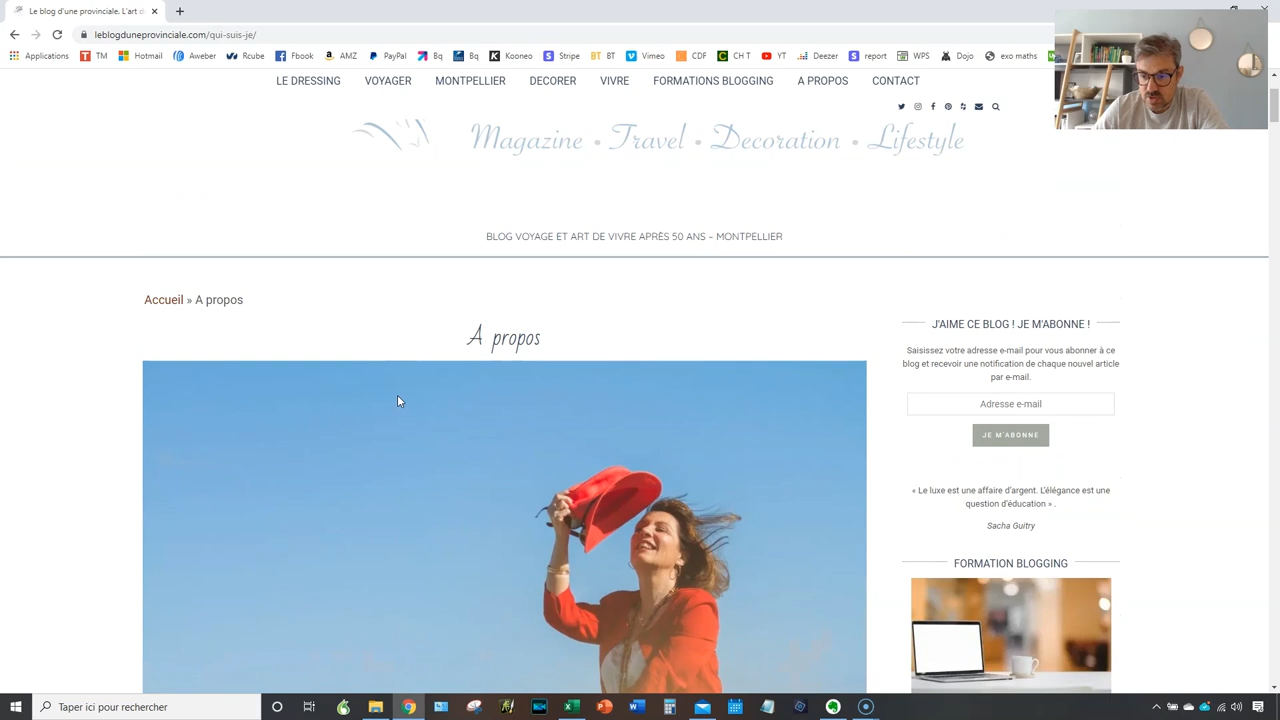 Le blog d'une provincial...
leblogduneprovinciale.com/qui-suis-je/
Applications TM Hotmail Aweber Rcube Fbook AMZ PayPal Bq Bq Kooneo Stripe BT Vimeo CDF CH T YT Deezer report WPS Dojo exo maths
LE DRESSING VOYAGER MONTPELLIER DECORER VIVRE FORMATIONS BLOGGING A PROPOS CONTACT
Magazine • Travel • Decoration • Lifestyle
BLOG VOYAGE ET ART DE VIVRE APRÈS 50 ANS – MONTPELLIER
Accueil » A propos
A propos
J'AIME CE BLOG ! JE M'ABONNE !
Saisissez votre adresse e-mail pour vous abonner à ce
blog et recevoir une notification de chaque nouvel article
par e-mail.
Adresse e-mail
JE M'ABONNE
« Le luxe est une affaire d'argent. L'élégance est une
question d'éducation » .
Sacha Guitry
FORMATION BLOGGING
Taper ici pour rechercher